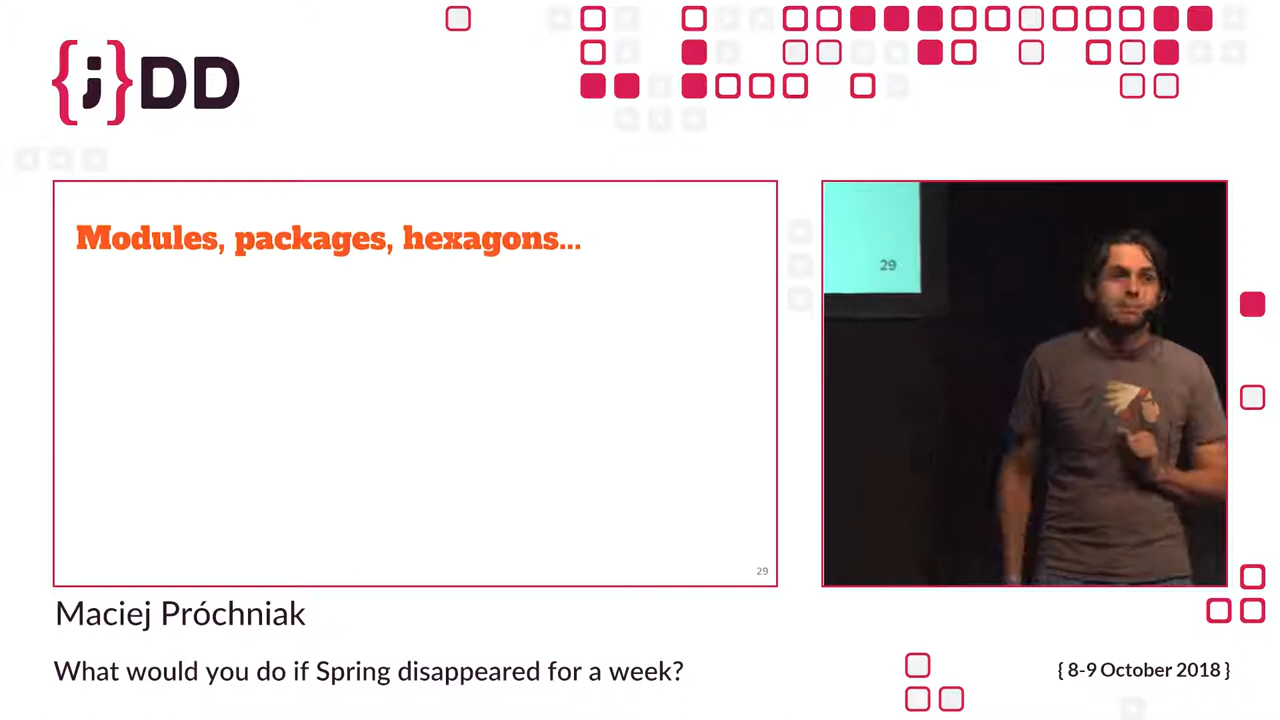 {j}DD
Modules, packages, hexagons...
29
29
Maciej Próchniak
What would you do if Spring disappeared for a week?
{ 8-9 October 2018 }